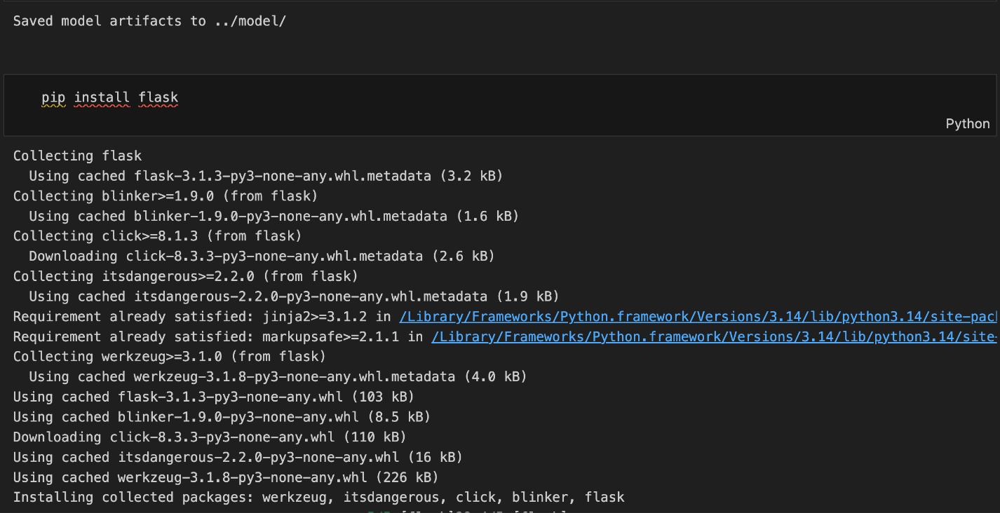 Saved model artifacts to ../model/
pip install flask
Python
Collecting flask
  Using cached flask-3.1.3-py3-none-any.whl.metadata (3.2 kB)
Collecting blinker>=1.9.0 (from flask)
  Using cached blinker-1.9.0-py3-none-any.whl.metadata (1.6 kB)
Collecting click>=8.1.3 (from flask)
  Downloading click-8.3.3-py3-none-any.whl.metadata (2.6 kB)
Collecting itsdangerous>=2.2.0 (from flask)
  Using cached itsdangerous-2.2.0-py3-none-any.whl.metadata (1.9 kB)
Requirement already satisfied: jinja2>=3.1.2 in /Library/Frameworks/Python.framework/Versions/3.14/lib/python3.14/site-pac
Requirement already satisfied: markupsafe>=2.1.1 in /Library/Frameworks/Python.framework/Versions/3.14/lib/python3.14/site-
Collecting werkzeug>=3.1.0 (from flask)
  Using cached werkzeug-3.1.8-py3-none-any.whl.metadata (4.0 kB)
Using cached flask-3.1.3-py3-none-any.whl (103 kB)
Using cached blinker-1.9.0-py3-none-any.whl (8.5 kB)
Downloading click-8.3.3-py3-none-any.whl (110 kB)
Using cached itsdangerous-2.2.0-py3-none-any.whl (16 kB)
Using cached werkzeug-3.1.8-py3-none-any.whl (226 kB)
Installing collected packages: werkzeug, itsdangerous, click, blinker, flask